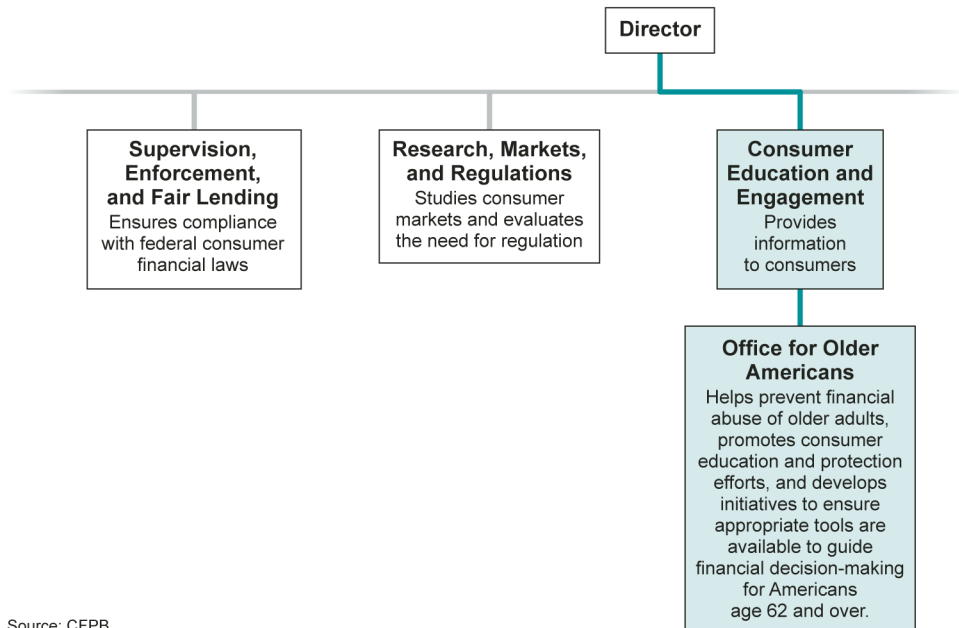 Director
Supervision,
Enforcement,
and Fair Lending
Ensures compliance
with federal consumer
financial laws
Research, Markets,
and Regulations
Studies consumer
markets and evaluates
the need for regulation
Consumer
Education and
Engagement
Provides
information
to consumers
Office for Older
Americans
Helps prevent financial
abuse of older adults,
promotes consumer
education and protection
efforts, and develops
initiatives to ensure
appropriate tools are
available to guide
financial decision-making
for Americans
age 62 and over.
Source: CFPB